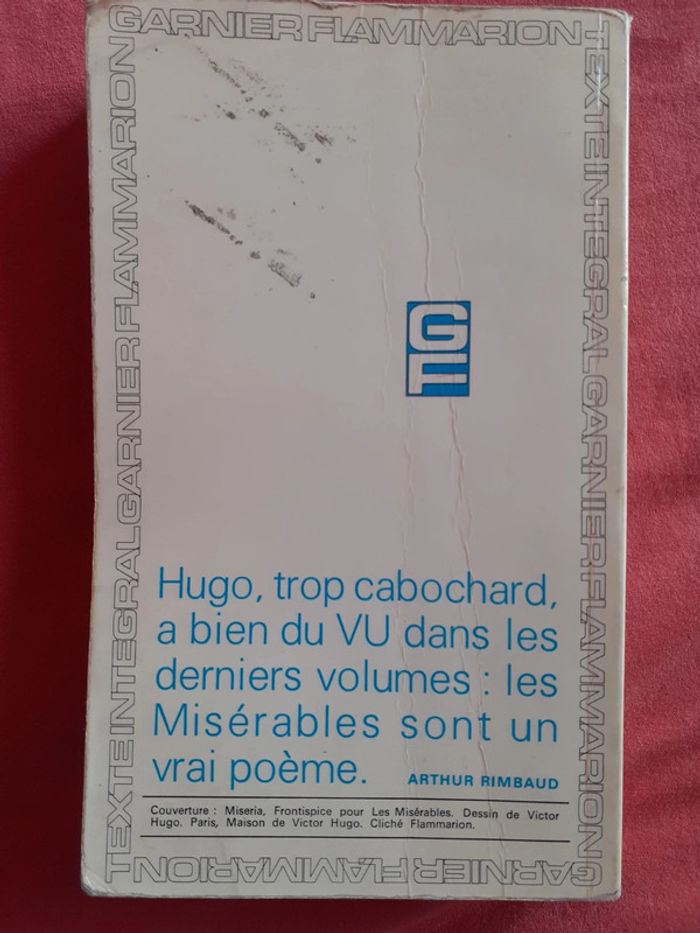 GARNIER FLAMMARION
TEXTE INTEGRAL GARNIER FLAMMARION
GARNIER FLAMMARION
TEXTE INTEGRAL GARNIER FLAMMARION
GF
Hugo, trop cabochard,
a bien du VU dans les
derniers volumes : les
Misérables sont un
vrai poème.
ARTHUR RIMBAUD
Couverture : Miseria, Frontispice pour Les Misérables. Dessin de Victor
Hugo. Paris, Maison de Victor Hugo. Cliché Flammarion.